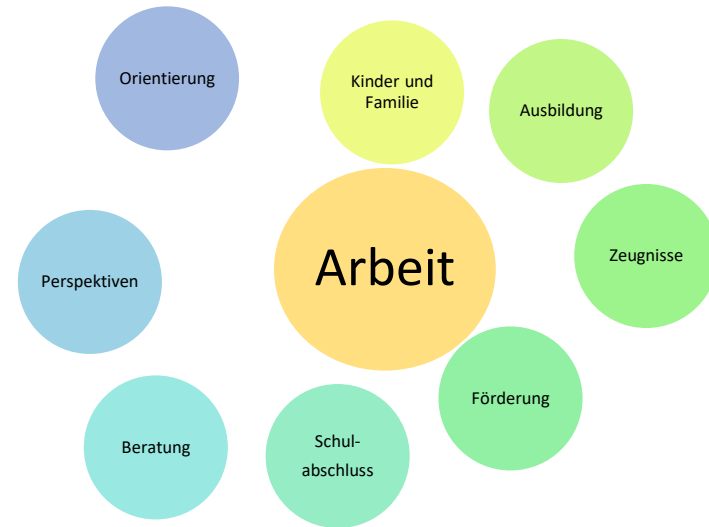 Orientierung
Kinder und
Familie
Ausbildung
Arbeit
Zeugnisse
Perspektiven
Förderung
Beratung
Schul-
abschluss